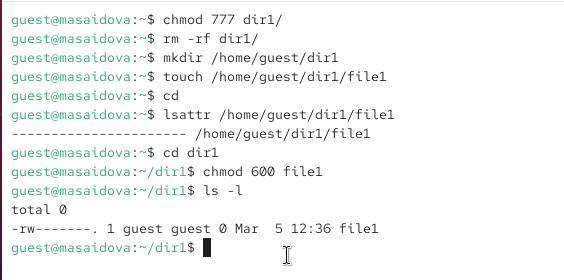 guest@masaidova:~$ chmod 777 dir1/
guest@masaidova:~$ rm -rf dir1/
guest@masaidova:~$ mkdir /home/guest/dir1
guest@masaidova:~$ touch /home/guest/dir1/file1
guest@masaidova:~$ cd
guest@masaidova:~$ lsattr /home/guest/dir1/file1
---------------------- /home/guest/dir1/file1
guest@masaidova:~$ cd dir1
guest@masaidova:~/dir1$ chmod 600 file1
guest@masaidova:~/dir1$ ls -l
total 0
-rw-------. 1 guest guest 0 Mar  5 12:36 file1
guest@masaidova:~/dir1$